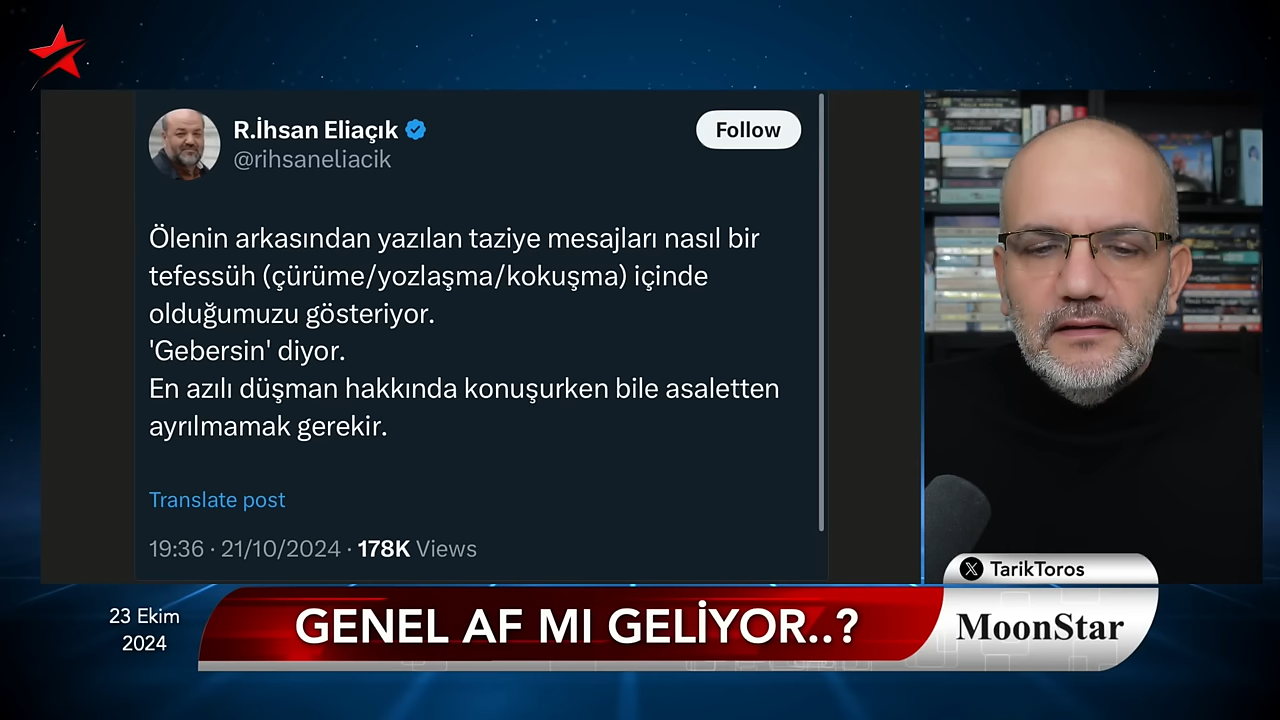 R.İhsan Eliaçık
@rihsaneliacik
Follow
Ölenin arkasından yazılan taziye mesajları nasıl bir
tefessüh (çürüme/yozlaşma/kokuşma) içinde
olduğumuzu gösteriyor.
'Gebersin' diyor.
En azılı düşman hakkında konuşurken bile asaletten
ayrılmamak gerekir.
Translate post
19:36 · 21/10/2024 · 178K Views
TarikToros
23 Ekim
2024
GENEL AF MI GELİYOR..?
MoonStar